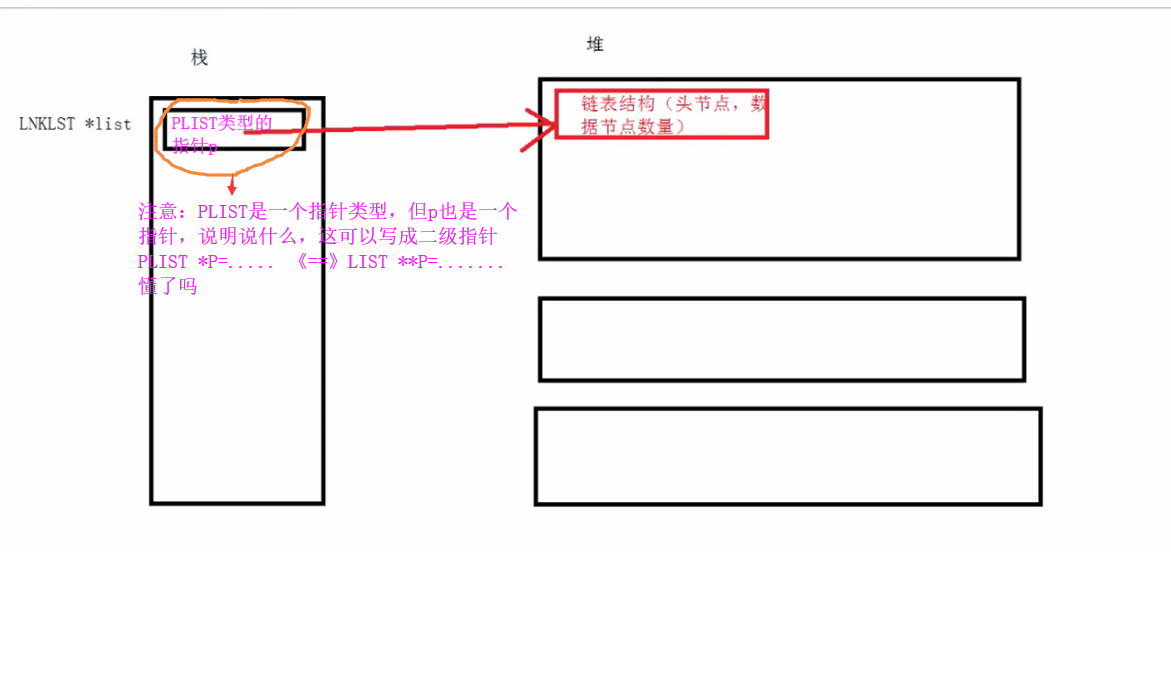 栈
堆
LNKLST *list
PLIST类型的
指针p
链表结构（头节点，数
据节点数量）
注意：PLIST是一个指针类型，但p也是一个
指针，说明说什么，这可以写成二级指针
PLIST *P=..... 《==》LIST **P=.......
懂了吗